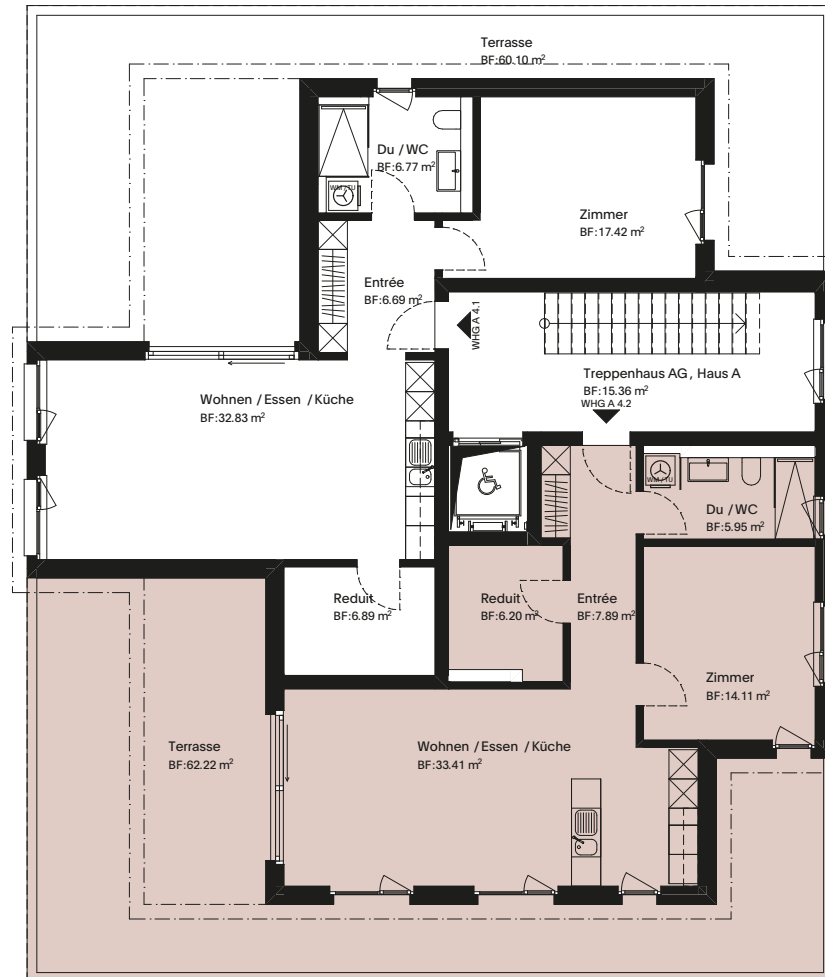 Terrasse
BF:60.10 m²
Du / WC
BF:6.77 m²
WM / TU
Zimmer
BF:17.42 m²
Entrée
BF:6.69 m²
WHG A 4.1
Treppenhaus AG, Haus A
BF:15.36 m²
WHG A 4.2
Wohnen / Essen / Küche
BF:32.83 m²
WM / TU
Du / WC
BF:5.95 m²
Reduit
BF:6.89 m²
Reduit
BF:6.20 m²
Entrée
BF:7.89 m²
Zimmer
BF:14.11 m²
Terrasse
BF:62.22 m²
Wohnen / Essen / Küche
BF:33.41 m²